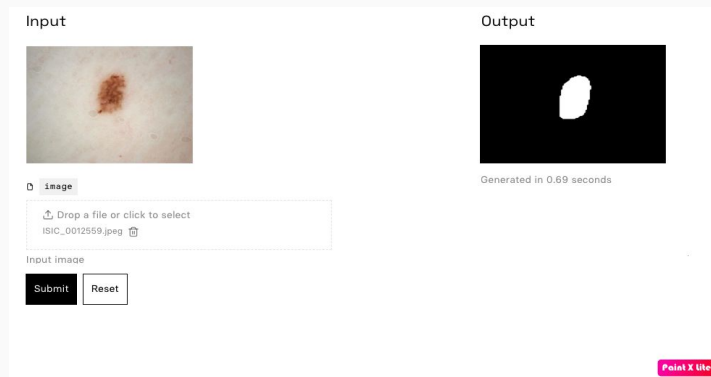 Input
Output
image
Generated in 0.69 seconds
Drop a file or click to select
ISIC_0012559.jpeg
Input image
Submit
Reset
Paint X Lite